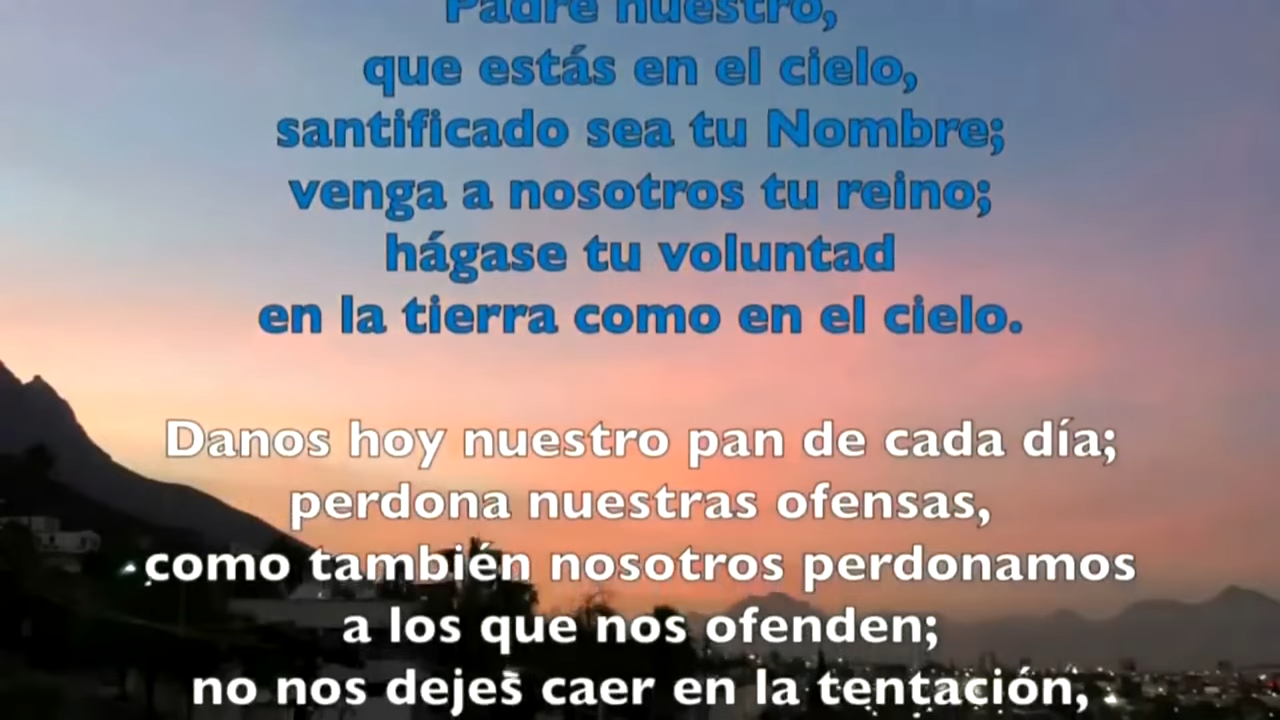 Padre nuestro,
que estás en el cielo,
santificado sea tu Nombre;
venga a nosotros tu reino;
hágase tu voluntad
en la tierra como en el cielo.
Danos hoy nuestro pan de cada día;
perdona nuestras ofensas,
como también nosotros perdonamos
a los que nos ofenden;
no nos dejes caer en la tentación,